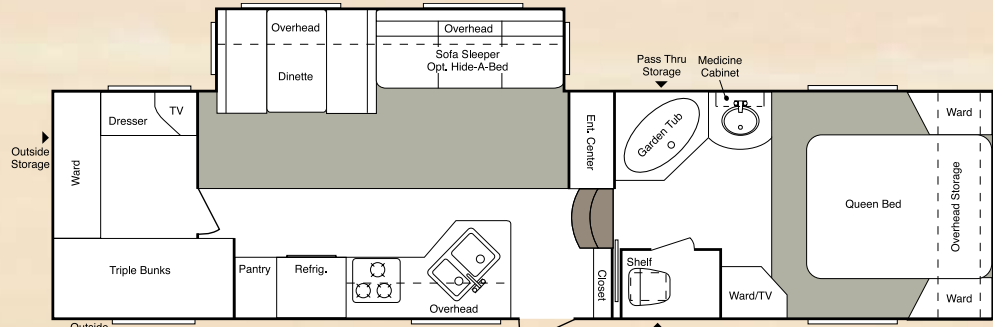 Overhead
Dinette
Overhead
Sofa Sleeper
Opt. Hide-A-Bed
Pass Thru
Storage
Medicine
Cabinet
TV
Dresser
Ward
Outside
Storage
Ent. Center
Garden Tub
Ward
Queen Bed
Overhead Storage
Ward
Triple Bunks
Pantry
Refrig.
Overhead
Closet
Shelf
Ward/TV
Outside